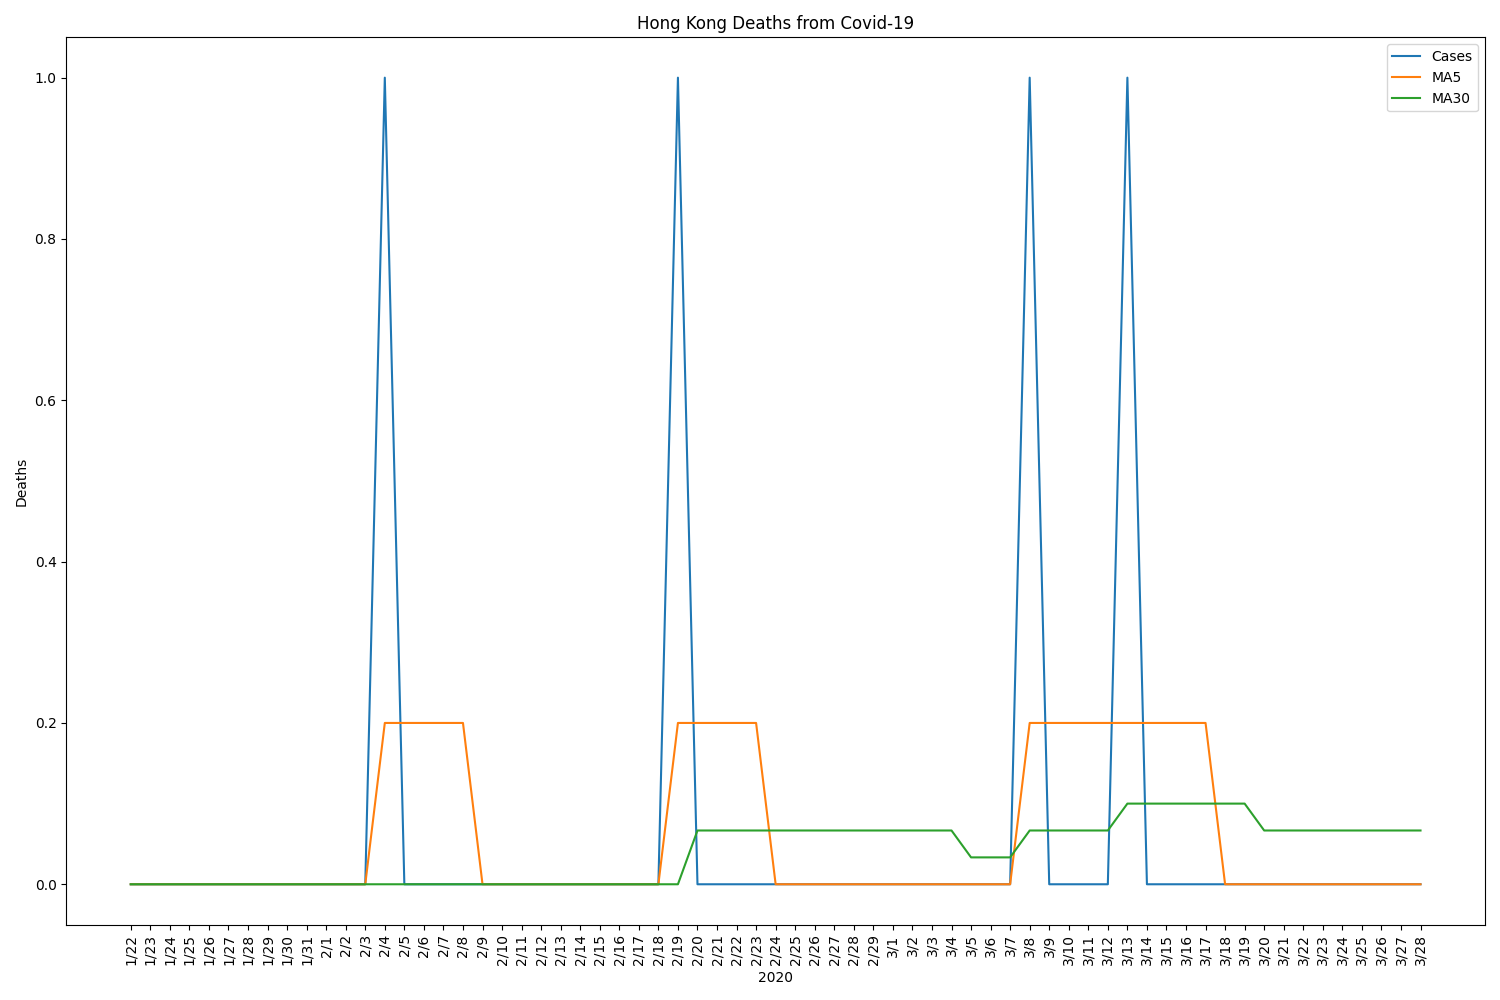 Hong Kong Deaths from Covid-19
Cases
MA5
MA30
Deaths
1.0
0.8
0.6
0.4
0.2
0.0
1/22 1/23 1/24 1/25 1/26 1/27 1/28 1/29 1/30 1/31 2/1 2/2 2/3 2/4 2/5 2/6 2/7 2/8 2/9 2/10 2/11 2/12 2/13 2/14 2/15 2/16 2/17 2/18 2/19 2/20 2/21 2/22 2/23 2/24 2/25 2/26 2/27 2/28 2/29 3/1 3/2 3/3 3/4 3/5 3/6 3/7 3/8 3/9 3/10 3/11 3/12 3/13 3/14 3/15 3/16 3/17 3/18 3/19 3/20 3/21 3/22 3/23 3/24 3/25 3/26 3/27 3/28
2020